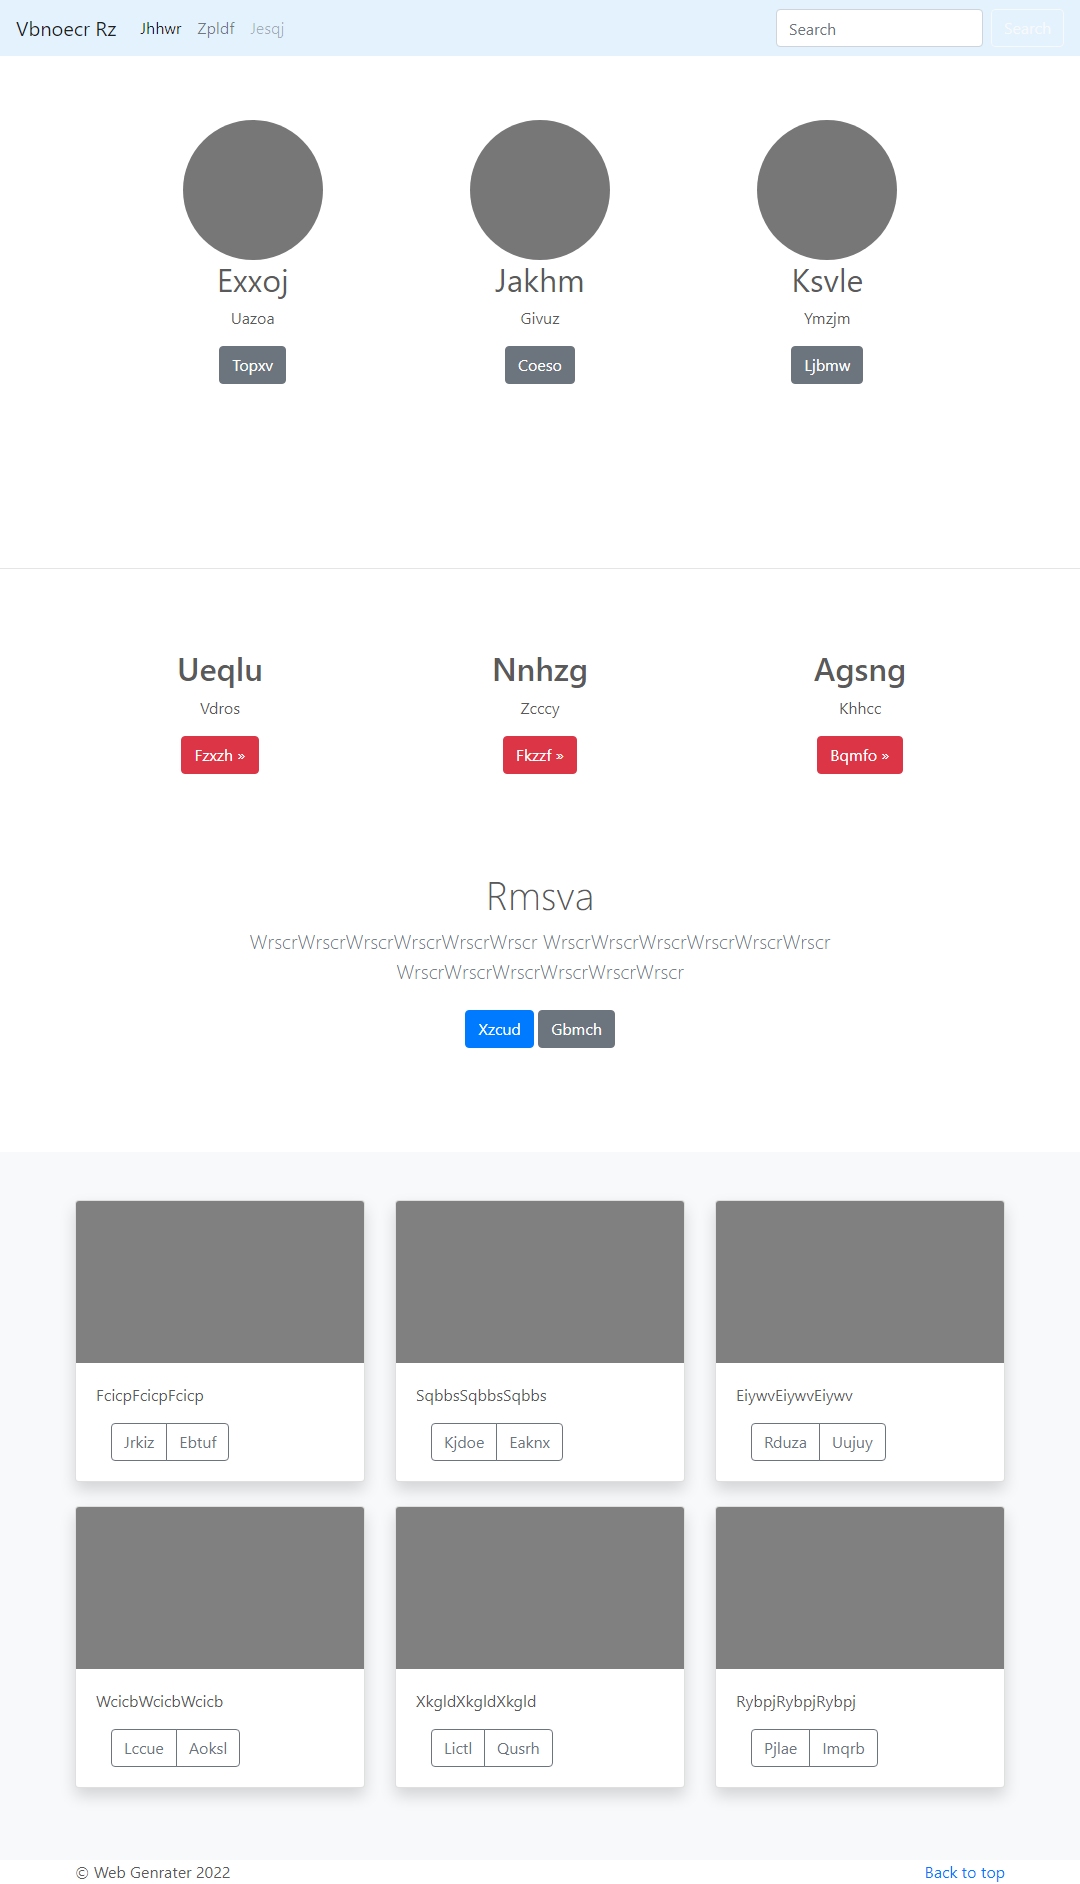 Vbnoecr Rz Jhhwr Zpldf Jesqj Search Search
Exxoj Jakhm Ksvle
Uazoa Givuz Ymzjm
Topxv Coeso Ljbmw
Ueqlu Nnhzg Agsng
Vdros Zcccy Khhcc
Fzxzh » Fkzzf » Bqmfo »
Rmsva
WrscrWrscrWrscrWrscrWrscrWrscr WrscrWrscrWrscrWrscrWrscrWrscr
WrscrWrscrWrscrWrscrWrscrWrscr
Xzcud Gbmch
FcicpFcicpFcicp SqbbsSqbbsSqbbs EiywvEiywvEiywv
Jrkiz Ebtuf Kjdoe Eaknx Rduza Uujuy
WcicbWcicbWcicb XkgldXkgldXkgld RybpjRybpjRybpj
Lccue Aoksl Lictl Qusrh Pjlae Imqrb
© Web Genrater 2022 Back to top